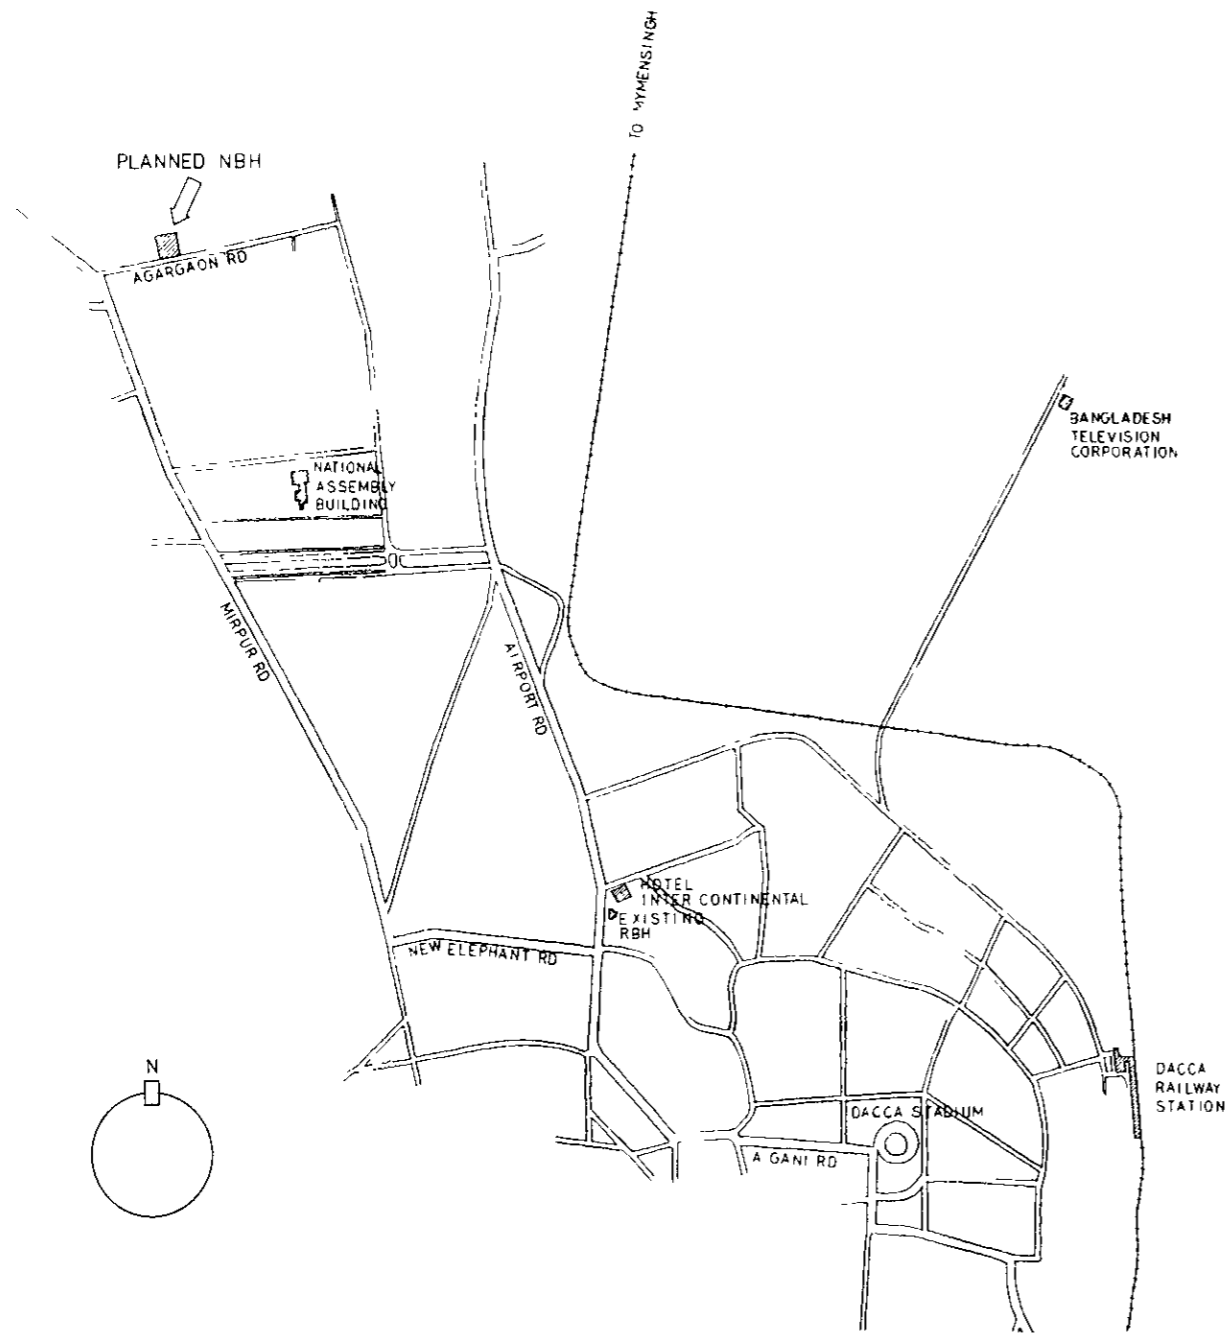 TO MYMENSINGH
PLANNED NBH
AGARGAON RD
BANGLADESH
TELEVISION
CORPORATION
NATIONAL
ASSEMBLY
BUILDING
MIRPUR RD
AIRPORT RD
HOTEL
INTER CONTINENTAL
EXISTING
RBH
NEW ELEPHANT RD
N
DACCA
RAILWAY
STATION
DACCA STADIUM
A GANI RD